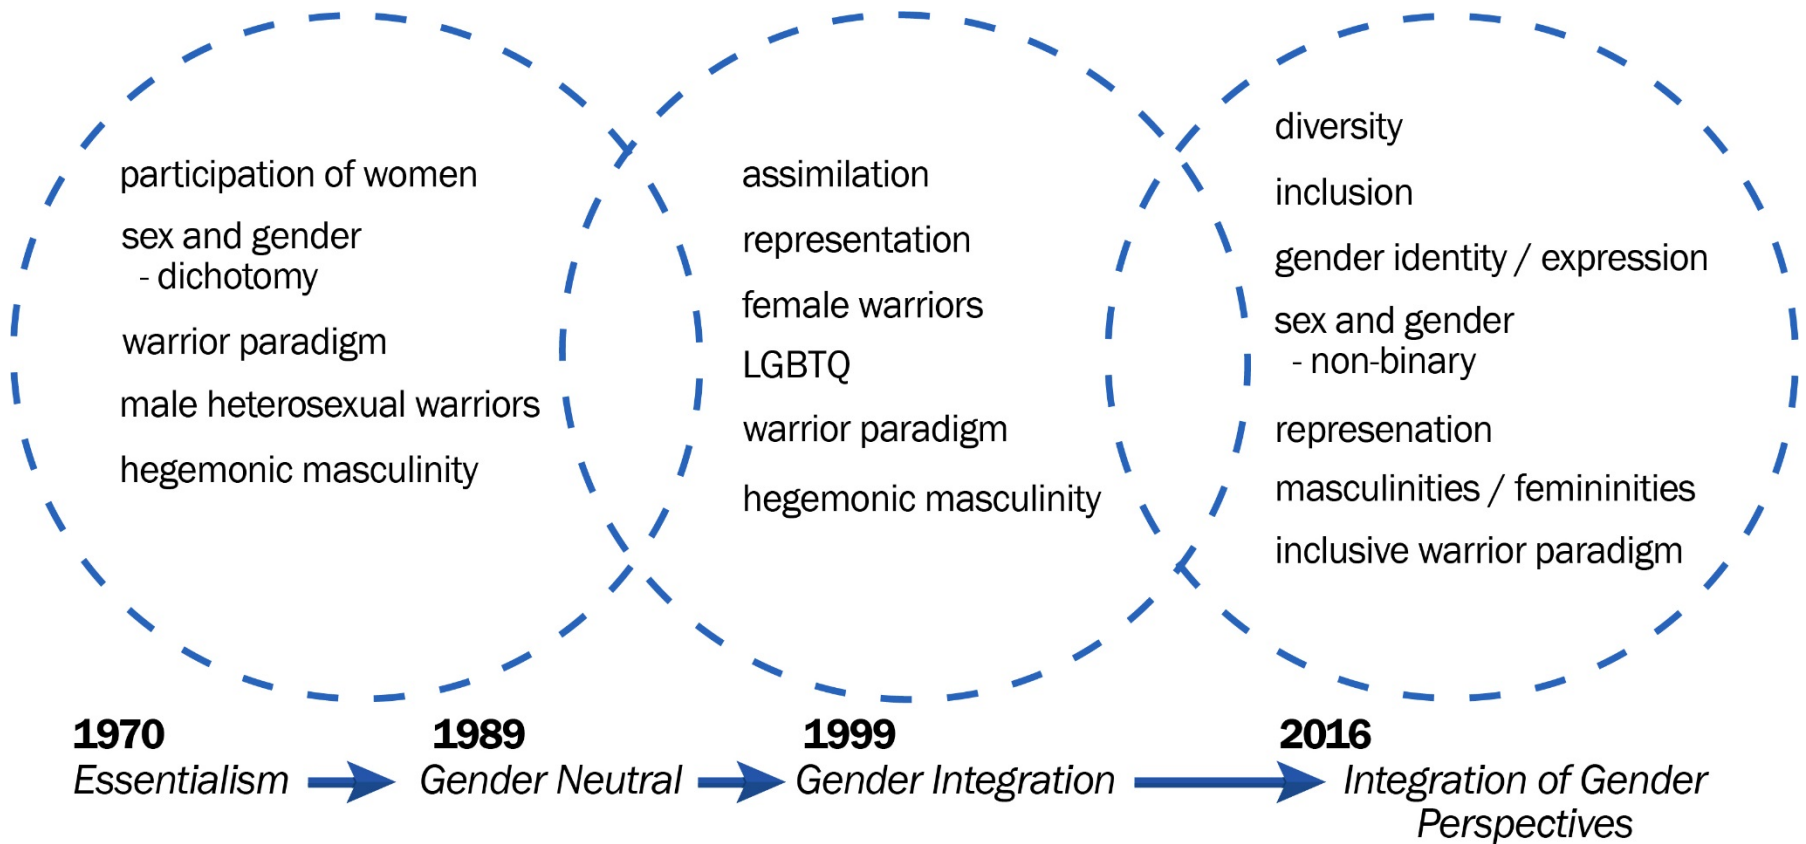 participation of women
sex and gender
- dichotomy
warrior paradigm
male heterosexual warriors
hegemonic masculinity
assimilation
representation
female warriors
LGBTQ
warrior paradigm
hegemonic masculinity
diversity
inclusion
gender identity / expression
sex and gender
- non-binary
represenation
masculinities / femininities
inclusive warrior paradigm
1970
Essentialism
1989
Gender Neutral
1999
Gender Integration
2016
Integration of Gender
Perspectives